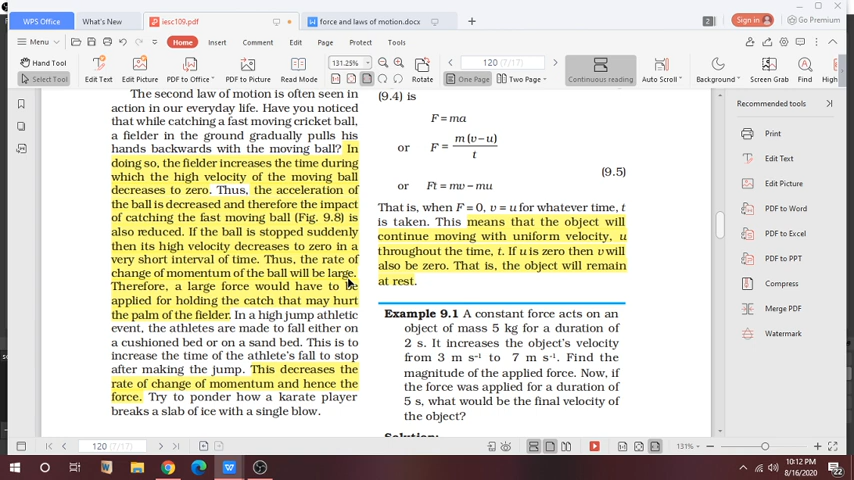 WPS Office
What's New
iesc109.pdf
force and laws of motion.docx
+
2
Sign in
Go Premium
Menu
Home
Insert
Comment
Edit
Page
Protect
Tools
Hand Tool
Select Tool
Edit Text
Edit Picture
PDF to Office
PDF to Picture
Read Mode
131.25%
120 (7/17)
Rotate
One Page
Two Page
Continuous reading
Auto Scroll
Background
Screen Grab
Find
High
The second law of motion is often seen in
action in our everyday life. Have you noticed
that while catching a fast moving cricket ball,
a fielder in the ground gradually pulls his
hands backwards with the moving ball? In
doing so, the fielder increases the time during
which the high velocity of the moving ball
decreases to zero. Thus, the acceleration of
the ball is decreased and therefore the impact
of catching the fast moving ball (Fig. 9.8) is
also reduced. If the ball is stopped suddenly
then its high velocity decreases to zero in a
very short interval of time. Thus, the rate of
change of momentum of the ball will be large.
Therefore, a large force would have to be
applied for holding the catch that may hurt
the palm of the fielder. In a high jump athletic
event, the athletes are made to fall either on
a cushioned bed or on a sand bed. This is to
increase the time of the athlete's fall to stop
after making the jump. This decreases the
rate of change of momentum and hence the
force. Try to ponder how a karate player
breaks a slab of ice with a single blow.
(9.4) is
F = ma
or F = m (v – u) / t
(9.5)
or Ft = mv – mu
That is, when F = 0, v = u for whatever time, t
is taken. This means that the object will
continue moving with uniform velocity, u
throughout the time, t. If u is zero then v will
also be zero. That is, the object will remain
at rest.
Example 9.1 A constant force acts on an
object of mass 5 kg for a duration of
2 s. It increases the object's velocity
from 3 m s⁻¹ to 7 m s⁻¹. Find the
magnitude of the applied force. Now, if
the force was applied for a duration of
5 s, what would be the final velocity of
the object?
Solution:
Recommended tools
Print
Edit Text
Edit Picture
PDF to Word
PDF to Excel
PDF to PPT
Compress
Merge PDF
Watermark
120 (7/17)
131%
10:12 PM
8/16/2020
22